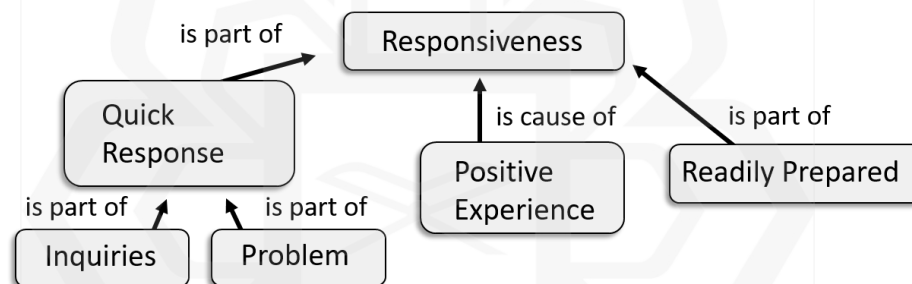 is part of
Responsiveness
Quick
Response
is cause of
is part of
Positive
Experience
Readily Prepared
is part of
is part of
Inquiries
Problem